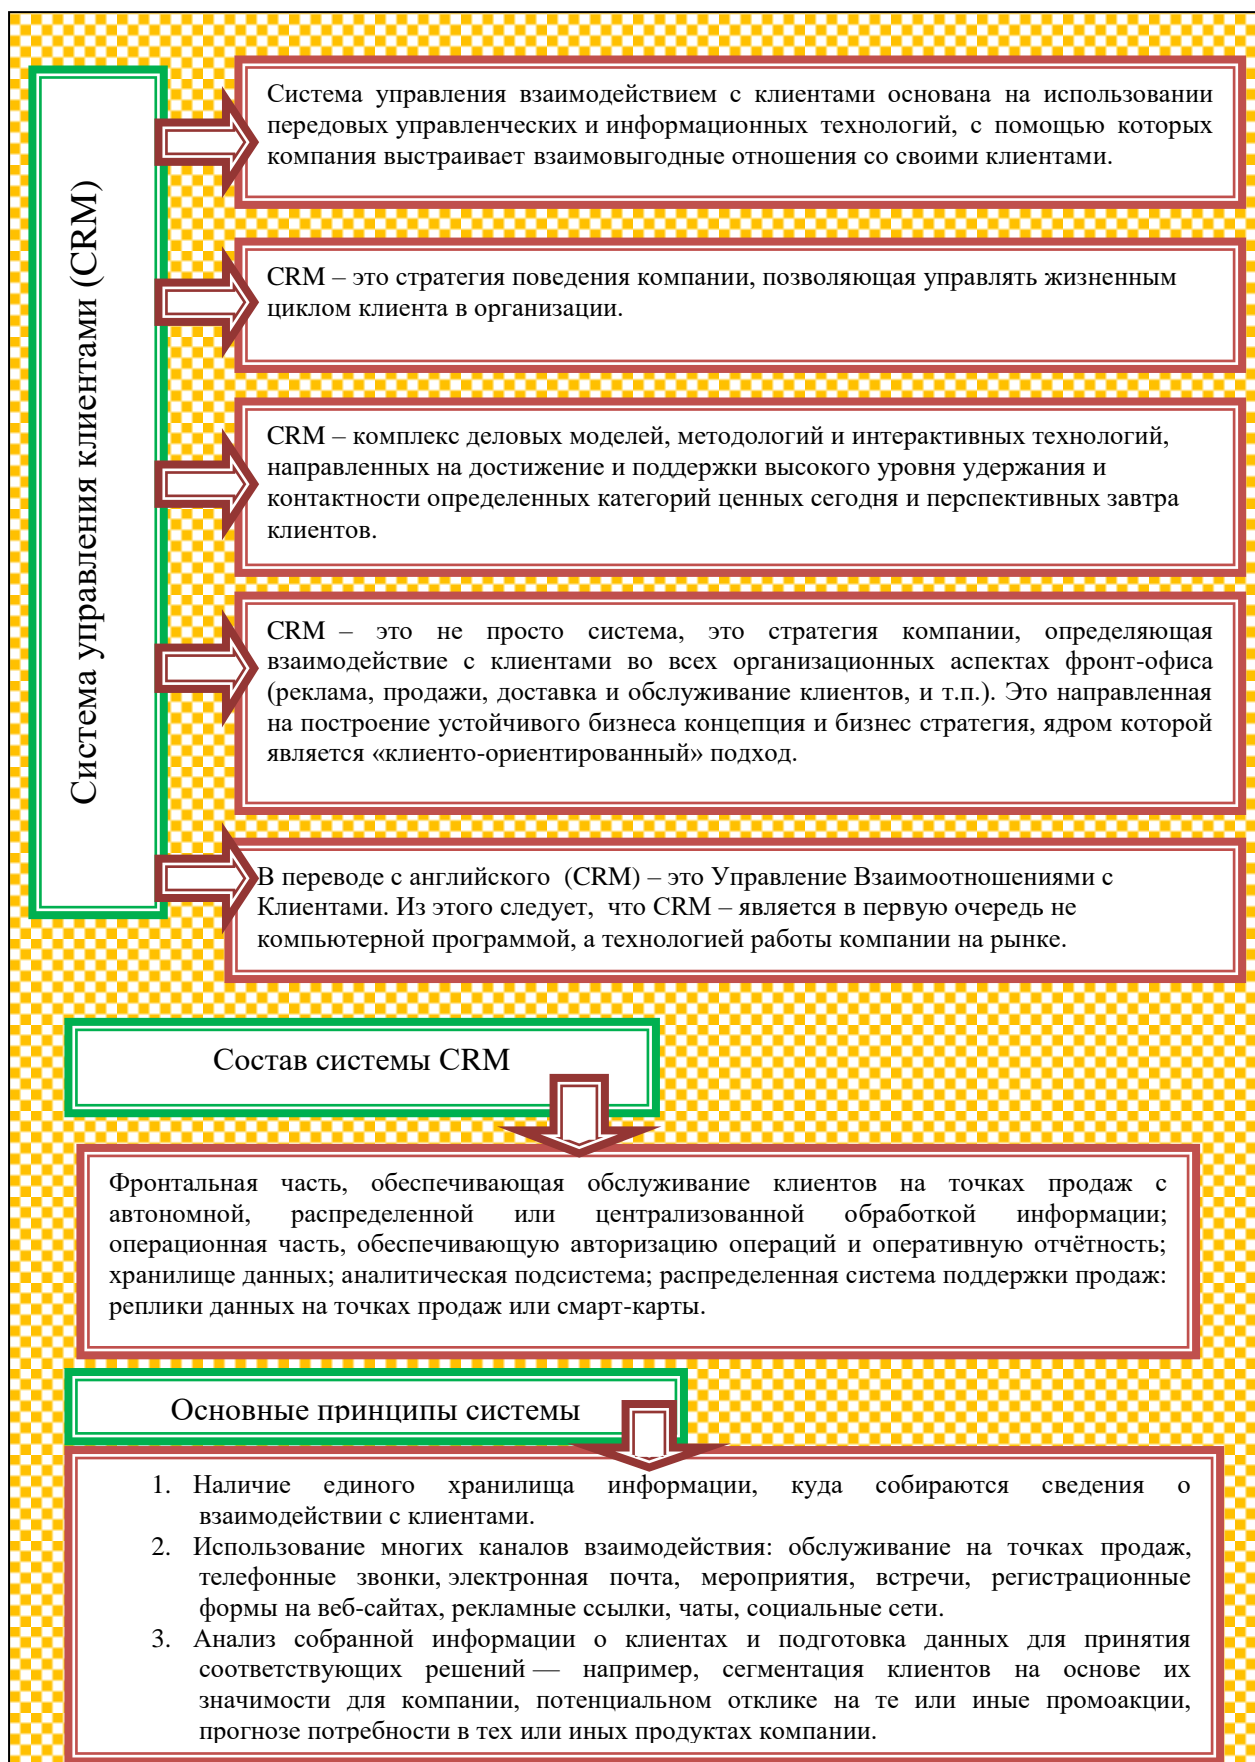 Система управления клиентами (CRM)
Система управления взаимодействием с клиентами основана на использовании
передовых управленческих и информационных технологий, с помощью которых
компания выстраивает взаимовыгодные отношения со своими клиентами.
CRM – это стратегия поведения компании, позволяющая управлять жизненным
циклом клиента в организации.
CRM – комплекс деловых моделей, методологий и интерактивных технологий,
направленных на достижение и поддержки высокого уровня удержания и
контактности определенных категорий ценных сегодня и перспективных завтра
клиентов.
CRM – это не просто система, это стратегия компании, определяющая
взаимодействие с клиентами во всех организационных аспектах фронт-офиса
(реклама, продажи, доставка и обслуживание клиентов, и т.п.). Это направленная
на построение устойчивого бизнеса концепция и бизнес стратегия, ядром которой
является «клиенто-ориентированный» подход.
В переводе с английского (CRM) – это Управление Взаимоотношениями с
Клиентами. Из этого следует, что CRM – является в первую очередь не
компьютерной программой, а технологией работы компании на рынке.
Состав системы CRM
Фронтальная часть, обеспечивающая обслуживание клиентов на точках продаж с
автономной, распределенной или централизованной обработкой информации;
операционная часть, обеспечивающую авторизацию операций и оперативную отчётность;
хранилище данных; аналитическая подсистема; распределенная система поддержки продаж:
реплики данных на точках продаж или смарт-карты.
Основные принципы системы
1. Наличие единого хранилища информации, куда собираются сведения о
взаимодействии с клиентами.
2. Использование многих каналов взаимодействия: обслуживание на точках продаж,
телефонные звонки, электронная почта, мероприятия, встречи, регистрационные
формы на веб-сайтах, рекламные ссылки, чаты, социальные сети.
3. Анализ собранной информации о клиентах и подготовка данных для принятия
соответствующих решений — например, сегментация клиентов на основе их
значимости для компании, потенциальном отклике на те или иные промоакции,
прогнозе потребности в тех или иных продуктах компании.